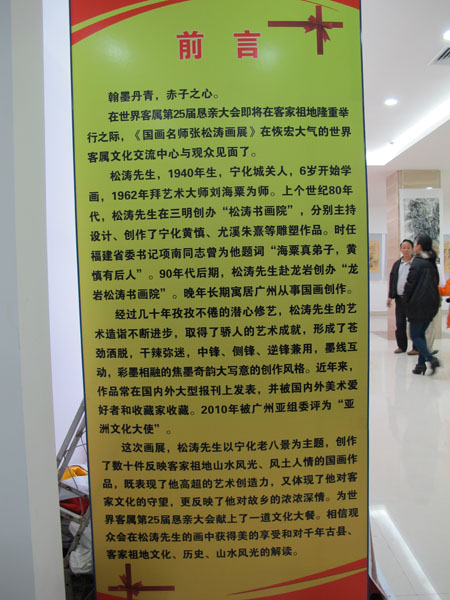 前言
翰墨丹青，赤子之心。
在世界客属第25届恳亲大会即将在客家祖地隆重举
行之际，《国画名师张松涛画展》在恢宏大气的世界
客属文化交流中心与观众见面了。
松涛先生，1940年生，宁化城关人，6岁开始学
画，1962年拜艺术大师刘海粟为师。上个世纪80年
代，松涛先生在三明创办“松涛书画院”，分别主持
设计、创作了宁化黄慎、尤溪朱熹等雕塑作品。时任
福建省委书记项南同志曾为他题词“海粟真弟子，黄
慎有后人”。90年代后期，松涛先生赴龙岩创办“龙
岩松涛书画院”。晚年长期寓居广州从事国画创作。
经过几十年孜孜不倦的潜心修艺，松涛先生的艺
术造诣不断进步，取得了骄人的艺术成就，形成了苍
劲洒脱，干辣弥迷，中锋、侧锋、逆锋兼用，墨线互
动，彩墨相融的焦墨奇韵大写意的创作风格。近年来，
作品常在国内外大型报刊上发表，并被国内外美术爱
好者和收藏家收藏。2010年被广州亚组委评为“亚
洲文化大使”。
这次画展，松涛先生以宁化老八景为主题，创作
了数十件反映客家祖地山水风光、风土人情的国画作
品，既表现了他高超的艺术创造力，又体现了他对客
家文化的守望，更反映了他对故乡的浓浓深情。为世
界客属第25届恳亲大会献上了一道文化大餐。相信观
众会在松涛先生的画中获得美的享受和对千年古县、
客家祖地文化、历史、山水风光的解读。